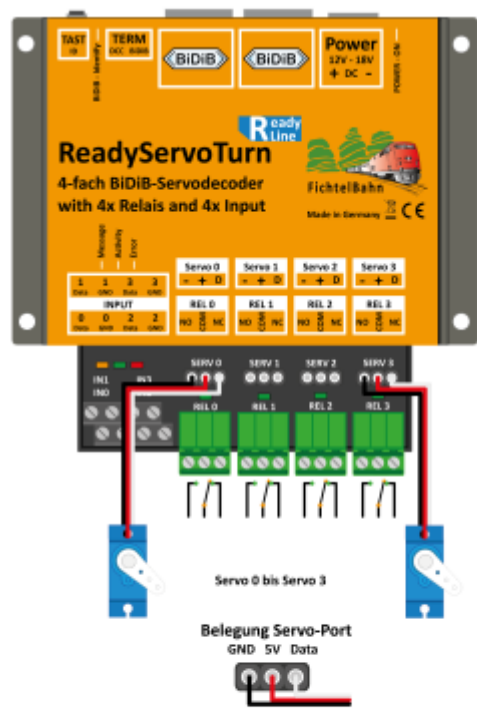 TAST
ID
BiDiB - Identify
TERM
DCC BiDiB
BiDiB
BiDiB
Power
12V - 18V
+ DC -
POWER - ON
Ready
Line
ReadyServoTurn
4-fach BiDiB-Servodecoder
with 4x Relais and 4x Input
FichtelBahn
Made in Germany
CE
Message
Activity
Error
1 1 3 3
Data GND Data GND
INPUT
0 0 2 2
Data GND Data GND
Servo 0 Servo 1 Servo 2 Servo 3
- + D - + D - + D - + D
REL 0 REL 1 REL 2 REL 3
NO COM NC NO COM NC NO COM NC NO COM NC
SERV 0 SERV 1 SERV 2 SERV 3
IN1
IN0
REL 0 REL 1 REL 2 REL 3
Servo 0 bis Servo 3
Belegung Servo-Port
GND 5V Data